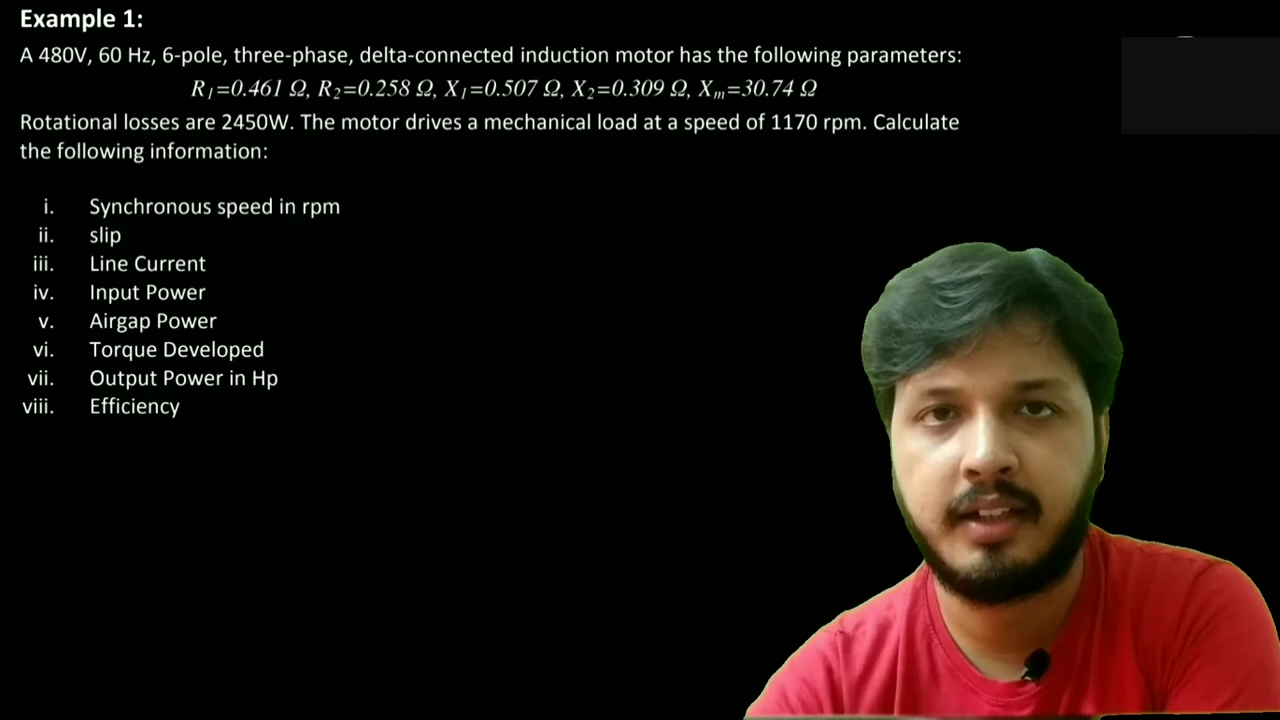 Example 1:
A 480V, 60 Hz, 6-pole, three-phase, delta-connected induction motor has the following parameters:
R₁=0.461 Ω, R₂=0.258 Ω, X₁=0.507 Ω, X₂=0.309 Ω, Xₘ=30.74 Ω
Rotational losses are 2450W. The motor drives a mechanical load at a speed of 1170 rpm. Calculate
the following information:
i. Synchronous speed in rpm
ii. slip
iii. Line Current
iv. Input Power
v. Airgap Power
vi. Torque Developed
vii. Output Power in Hp
viii. Efficiency